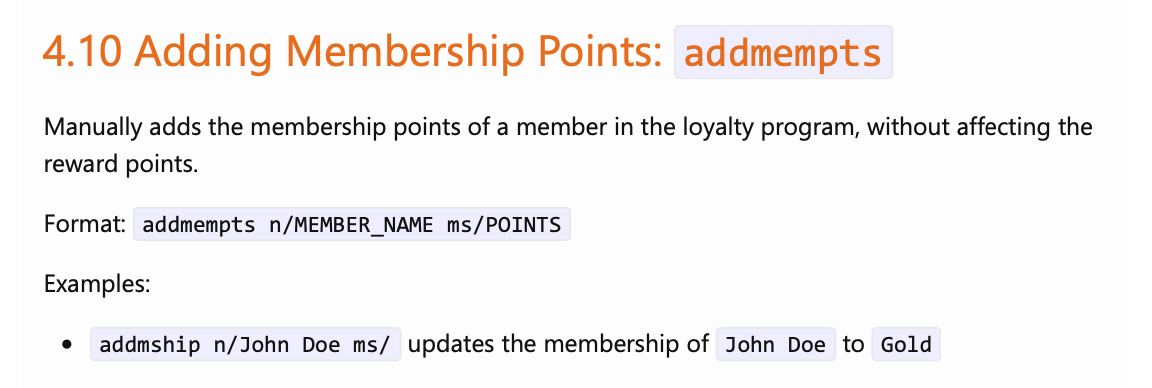 4.10 Adding Membership Points: addmempts
Manually adds the membership points of a member in the loyalty program, without affecting the
reward points.
Format: addmempts n/MEMBER_NAME ms/POINTS
Examples:
• addmship n/John Doe ms/ updates the membership of John Doe to Gold